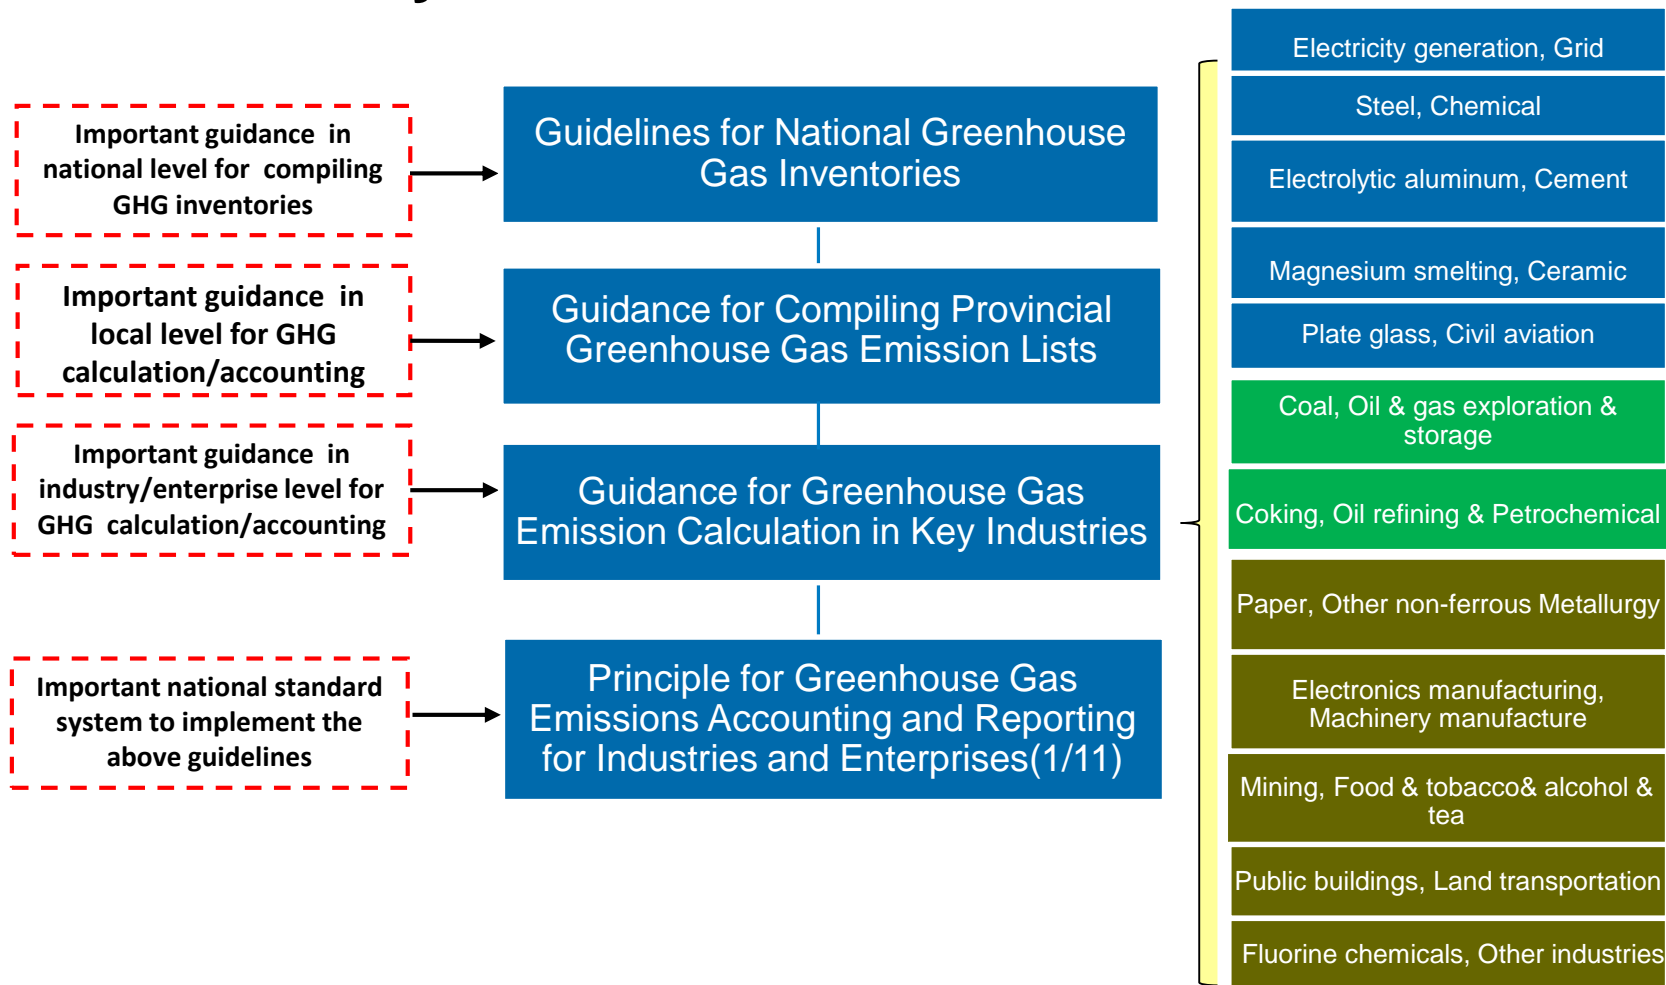 Important guidance in
national level for compiling
GHG inventories
Guidelines for National Greenhouse
Gas Inventories
Important guidance in
local level for GHG
calculation/accounting
Guidance for Compiling Provincial
Greenhouse Gas Emission Lists
Important guidance in
industry/enterprise level for
GHG calculation/accounting
Guidance for Greenhouse Gas
Emission Calculation in Key Industries
Important national standard
system to implement the
above guidelines
Principle for Greenhouse Gas
Emissions Accounting and Reporting
for Industries and Enterprises(1/11)
Electricity generation, Grid
Steel, Chemical
Electrolytic aluminum, Cement
Magnesium smelting, Ceramic
Plate glass, Civil aviation
Coal, Oil & gas exploration &
storage
Coking, Oil refining & Petrochemical
Paper, Other non-ferrous Metallurgy
Electronics manufacturing,
Machinery manufacture
Mining, Food & tobacco& alcohol &
tea
Public buildings, Land transportation
Fluorine chemicals, Other industries